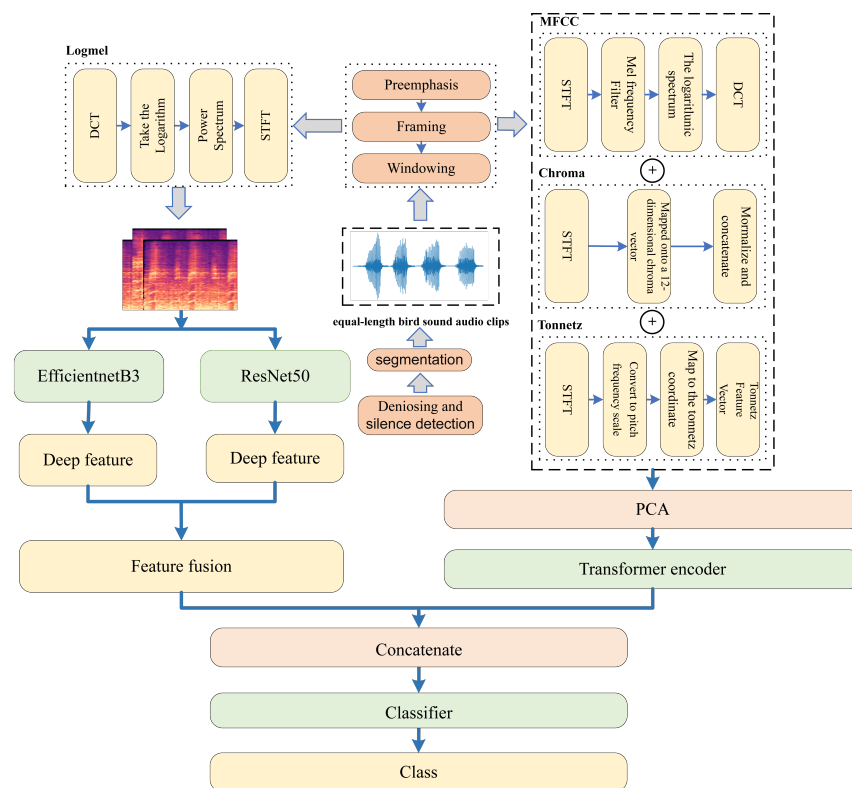 Logmel
DCT
Take the
Logarithm
Power
Spectrum
STFT
Preemphasis
Framing
Windowing
equal-length bird sound audio clips
segmentation
Deniosing and
silence detection
MFCC
STFT
Mel frequency
Filter
The logaritlunic
spectrum
DCT
+
Chroma
STFT
Mapped onto a 12-
dimensional chroma
vector
Mormalize and
concatenate
+
Tonnetz
STFT
Convert to pitch
frequency scale
Map to the tonnetz
coordinate
Tonnetz
Feature
Vector
EfficientnetB3
ResNet50
Deep feature
Deep feature
Feature fusion
PCA
Transformer encoder
Concatenate
Classifier
Class